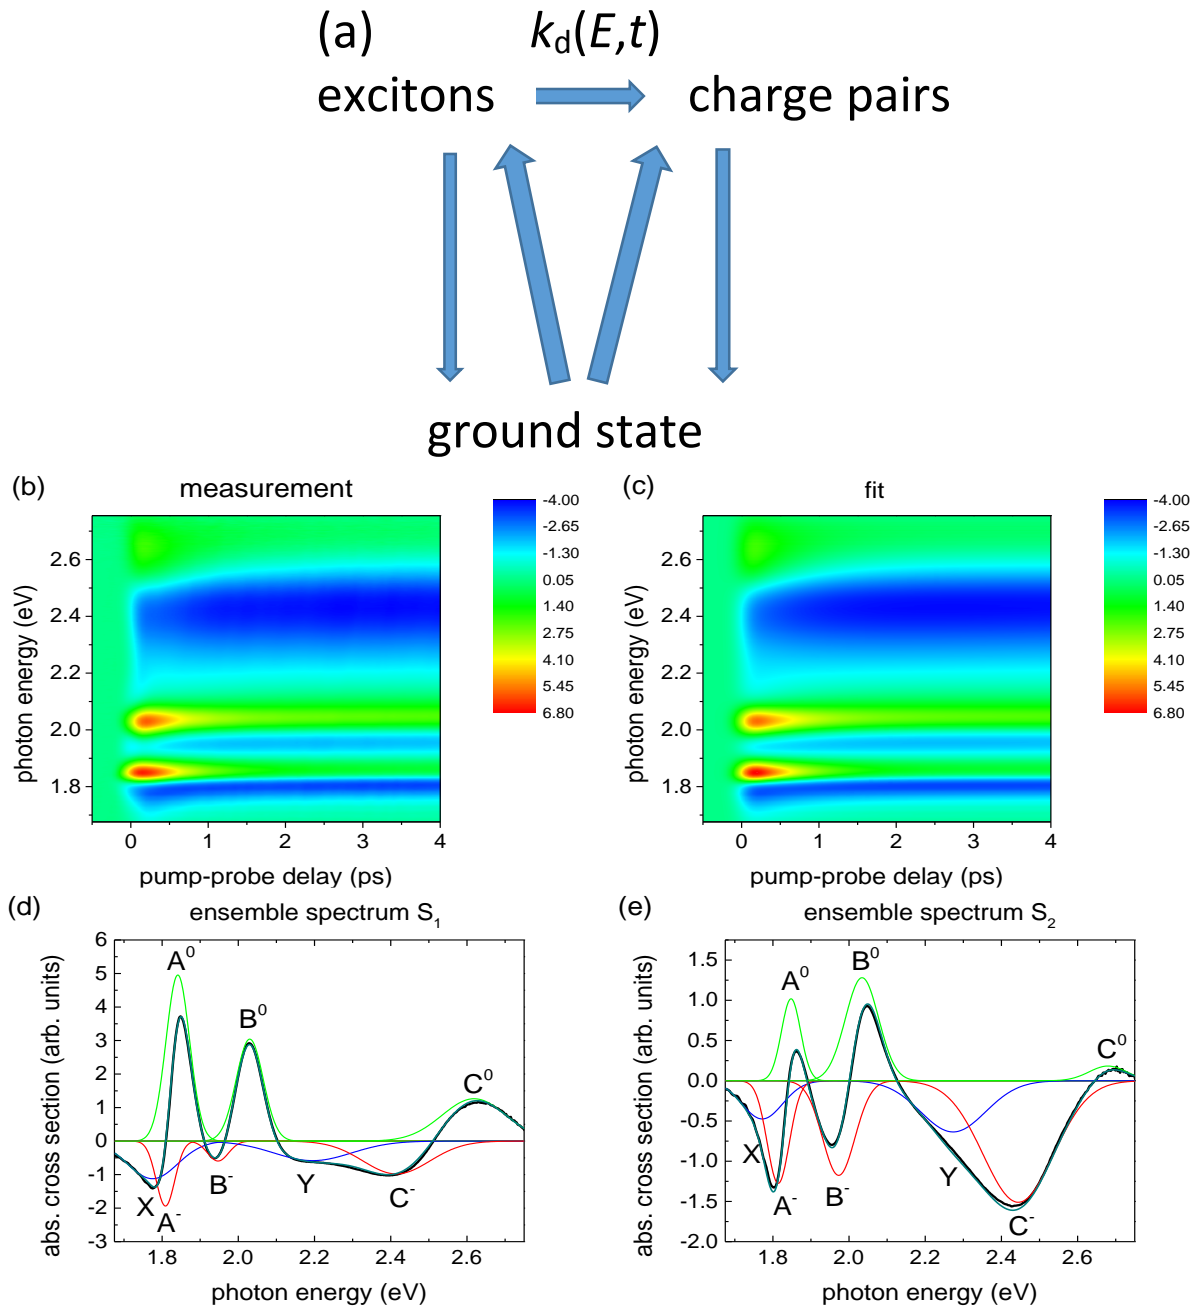 (a) k_d(E,t)
excitons charge pairs
ground state
(b) measurement
-4.00
-2.65
-1.30
0.05
1.40
2.75
4.10
5.45
6.80
2.6
2.4
2.2
2.0
1.8
photon energy (eV)
0 1 2 3 4
pump-probe delay (ps)
(c) fit
-4.00
-2.65
-1.30
0.05
1.40
2.75
4.10
5.45
6.80
2.6
2.4
2.2
2.0
1.8
photon energy (eV)
0 1 2 3 4
pump-probe delay (ps)
(d) ensemble spectrum S₁
6
5
4
3
2
1
0
-1
-2
-3
abs. cross section (arb. units)
A⁰
B⁰
C⁰
X
A⁻
B⁻
Y
C⁻
1.8 2.0 2.2 2.4 2.6
photon energy (eV)
(e) ensemble spectrum S₂
1.5
1.0
0.5
0.0
-0.5
-1.0
-1.5
-2.0
abs. cross section (arb. units)
A⁰
B⁰
C⁰
X
A⁻
B⁻
Y
C⁻
1.8 2.0 2.2 2.4 2.6
photon energy (eV)